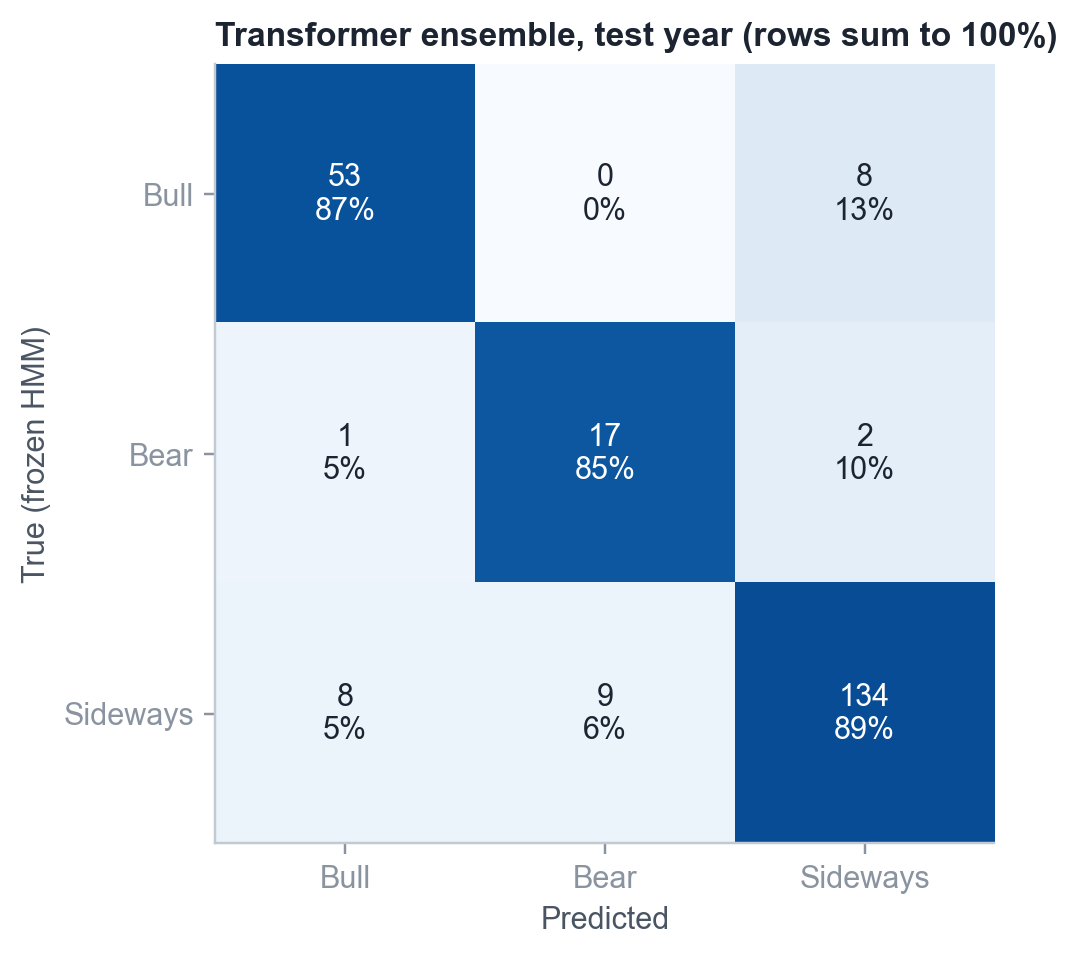 Transformer ensemble, test year (rows sum to 100%)
True (frozen HMM)
Bull
53
87%
0
0%
8
13%
Bear
1
5%
17
85%
2
10%
Sideways
8
5%
9
6%
134
89%
Bull
Bear
Sideways
Predicted